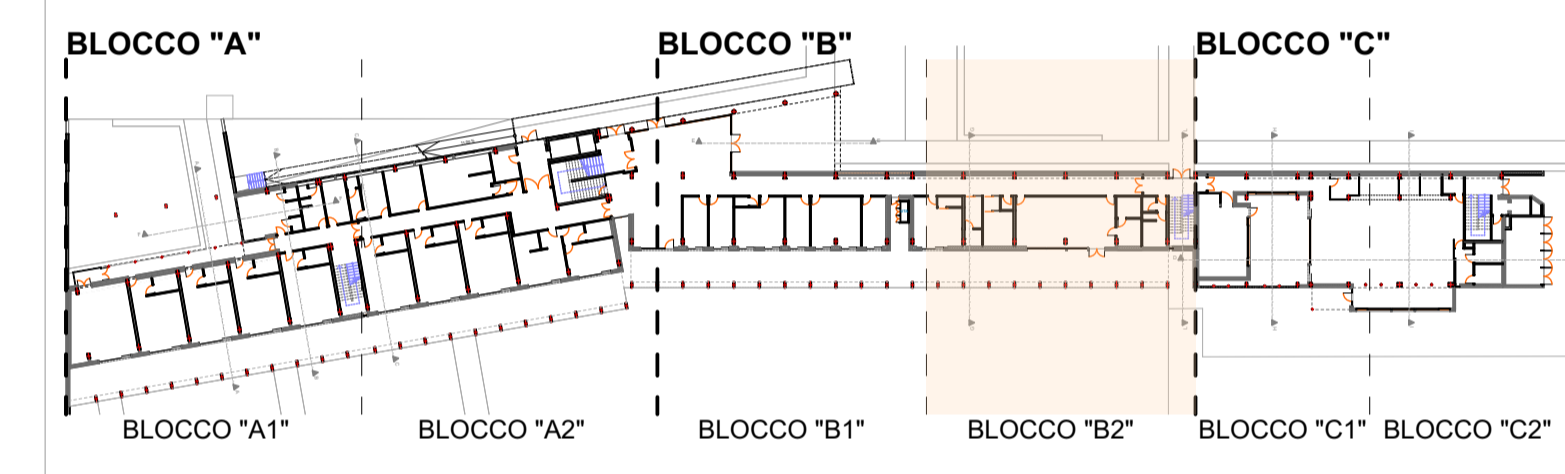 BLOCCO "A"
BLOCCO "B"
BLOCCO "C"
BLOCCO "A1"
BLOCCO "A2"
BLOCCO "B1"
BLOCCO "B2"
BLOCCO "C1"
BLOCCO "C2"